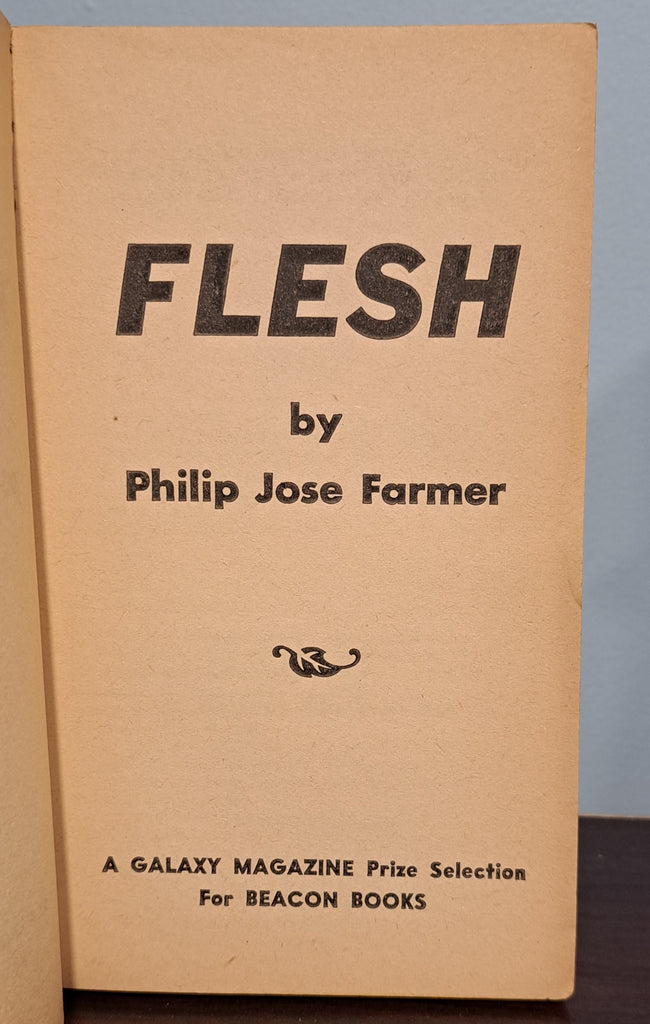 FLESH
by
Philip Jose Farmer
A GALAXY MAGAZINE Prize Selection
For BEACON BOOKS